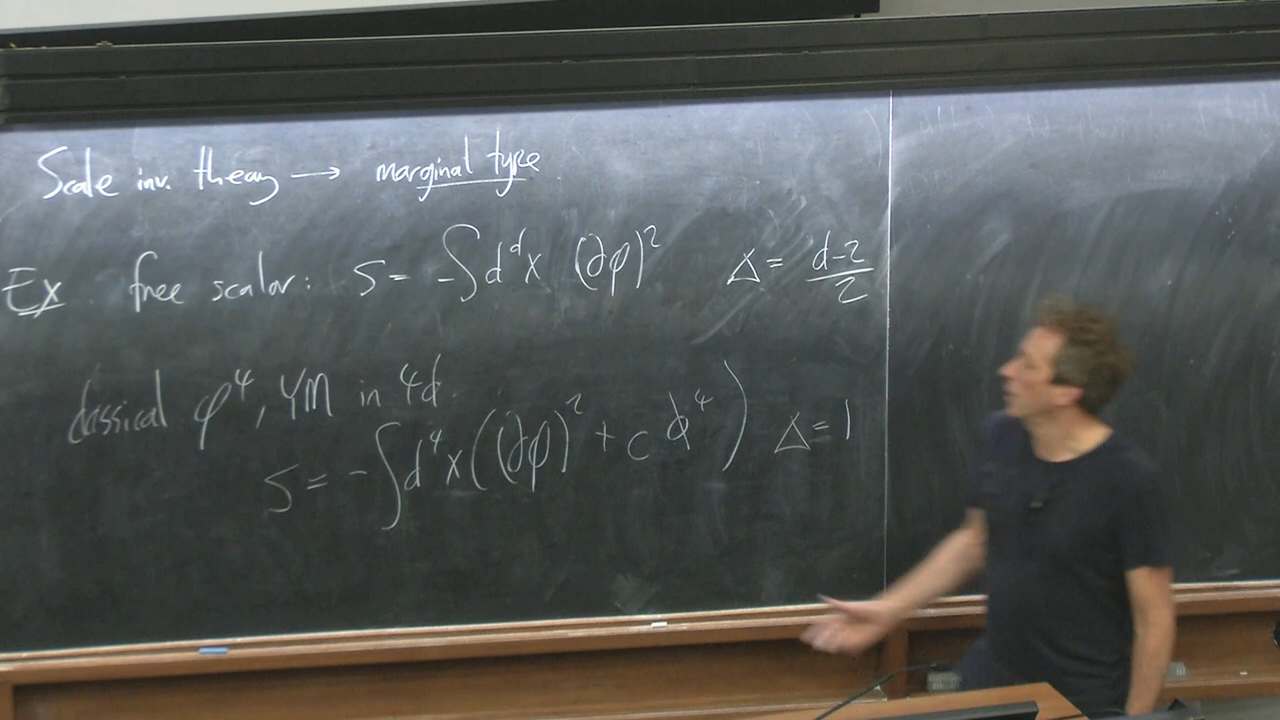 Scale inv. theory → marginal type
Ex. free scalar: S = -∫d^d x (∂φ)^2 Δ = (d-2)/2
classical φ^4, YM in 4d.
S = -∫d^4x((∂φ)^2 + c ϕ^4) Δ = 1